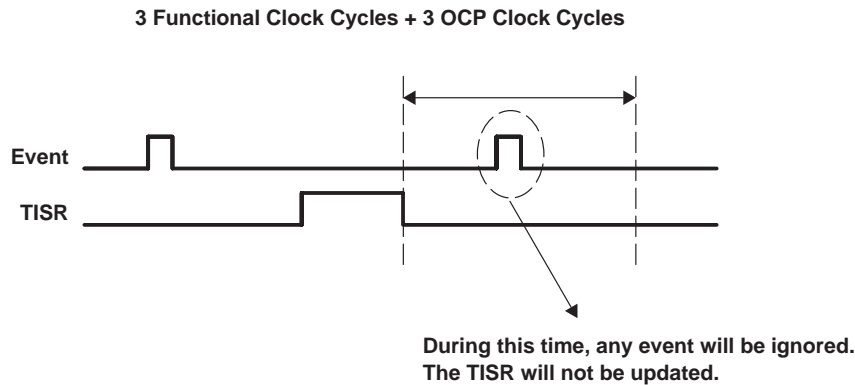 3 Functional Clock Cycles + 3 OCP Clock Cycles
Event
TISR
During this time, any event will be ignored.
The TISR will not be updated.